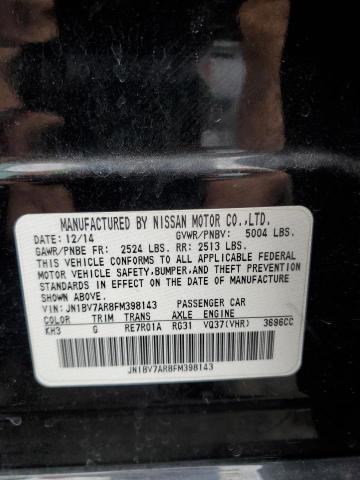 MANUFACTURED BY NISSAN MOTOR CO.,LTD.
DATE: 12/14 GVWR/PNBV: 5004 LBS.
GAWR/PNBE FR: 2524 LBS. RR: 2513 LBS.
THIS VEHICLE CONFORMS TO ALL APPLICABLE FEDERAL
MOTOR VEHICLE SAFETY, BUMPER, AND THEFT PREVENTION
STANDARDS IN EFFECT ON THE DATE OF MANUFACTURE
SHOWN ABOVE.
VIN: JN1BV7AR8FM398143 PASSENGER CAR
COLOR TRIM TRANS AXLE ENGINE
KH3 G RE7R01A RG31 VQ37(VHR) 3696CC
JN1BV7AR8FM398143